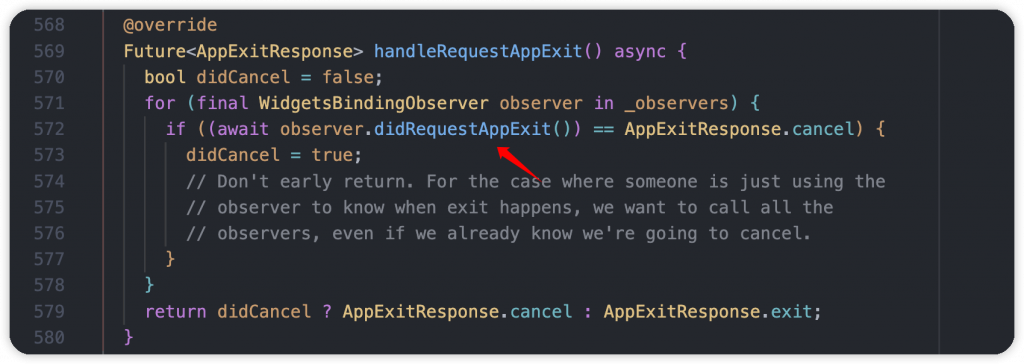 568 @override
569 Future<AppExitResponse> handleRequestAppExit() async {
570 bool didCancel = false;
571 for (final WidgetsBindingObserver observer in _observers) {
572 if ((await observer.didRequestAppExit()) == AppExitResponse.cancel) {
573 didCancel = true;
574 // Don't early return. For the case where someone is just using the
575 // observer to know when exit happens, we want to call all the
576 // observers, even if we already know we're going to cancel.
577 }
578 }
579 return didCancel ? AppExitResponse.cancel : AppExitResponse.exit;
580 }